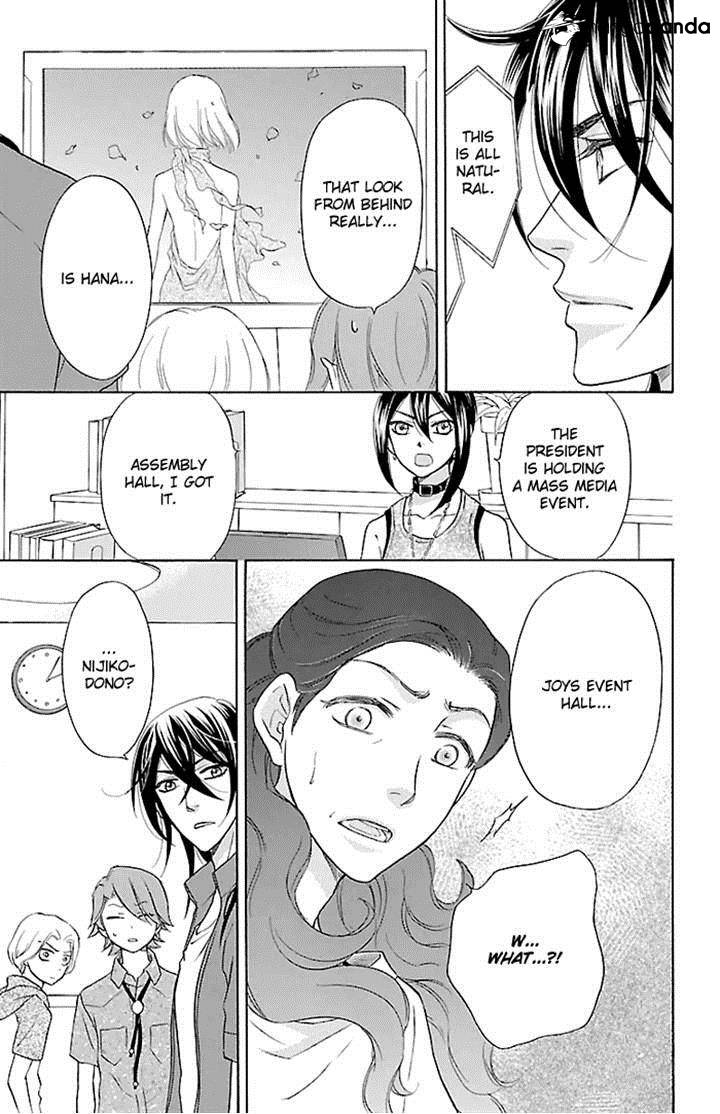 THIS
IS ALL
NATU-
RAL.
THAT LOOK
FROM BEHIND
REALLY...
IS HANA...
THE
PRESIDENT
IS HOLDING
A MASS MEDIA
EVENT.
ASSEMBLY
HALL, I GOT
IT.
JOYS EVENT
HALL...
W...
WHAT...?!
...
NIJIKO-
DONO?